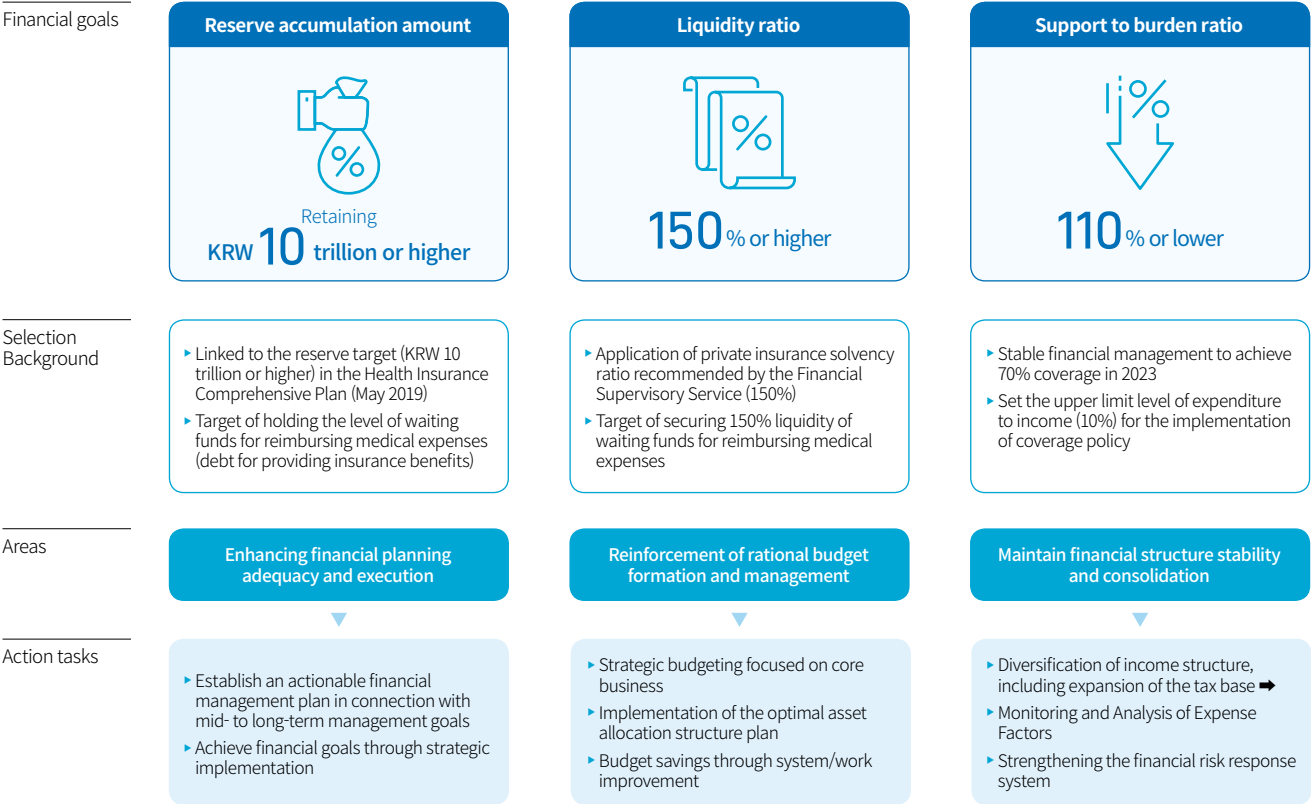 Financial goals
Reserve accumulation amount
%
Retaining
KRW 10 trillion or higher
Liquidity ratio
%
150 % or higher
Support to burden ratio
%
110 % or lower
Selection
Background
▸ Linked to the reserve target (KRW 10
trillion or higher) in the Health Insurance
Comprehensive Plan (May 2019)
▸ Target of holding the level of waiting
funds for reimbursing medical expenses
(debt for providing insurance benefits)
▸ Application of private insurance solvency
ratio recommended by the Financial
Supervisory Service (150%)
▸ Target of securing 150% liquidity of
waiting funds for reimbursing medical
expenses
▸ Stable financial management to achieve
70% coverage in 2023
▸ Set the upper limit level of expenditure
to income (10%) for the implementation
of coverage policy
Areas
Enhancing financial planning
adequacy and execution
Reinforcement of rational budget
formation and management
Maintain financial structure stability
and consolidation
Action tasks
▸ Establish an actionable financial
management plan in connection with
mid- to long-term management goals
▸ Achieve financial goals through strategic
implementation
▸ Strategic budgeting focused on core
business
▸ Implementation of the optimal asset
allocation structure plan
▸ Budget savings through system/work
improvement
▸ Diversification of income structure,
including expansion of the tax base ➡
▸ Monitoring and Analysis of Expense
Factors
▸ Strengthening the financial risk response
system